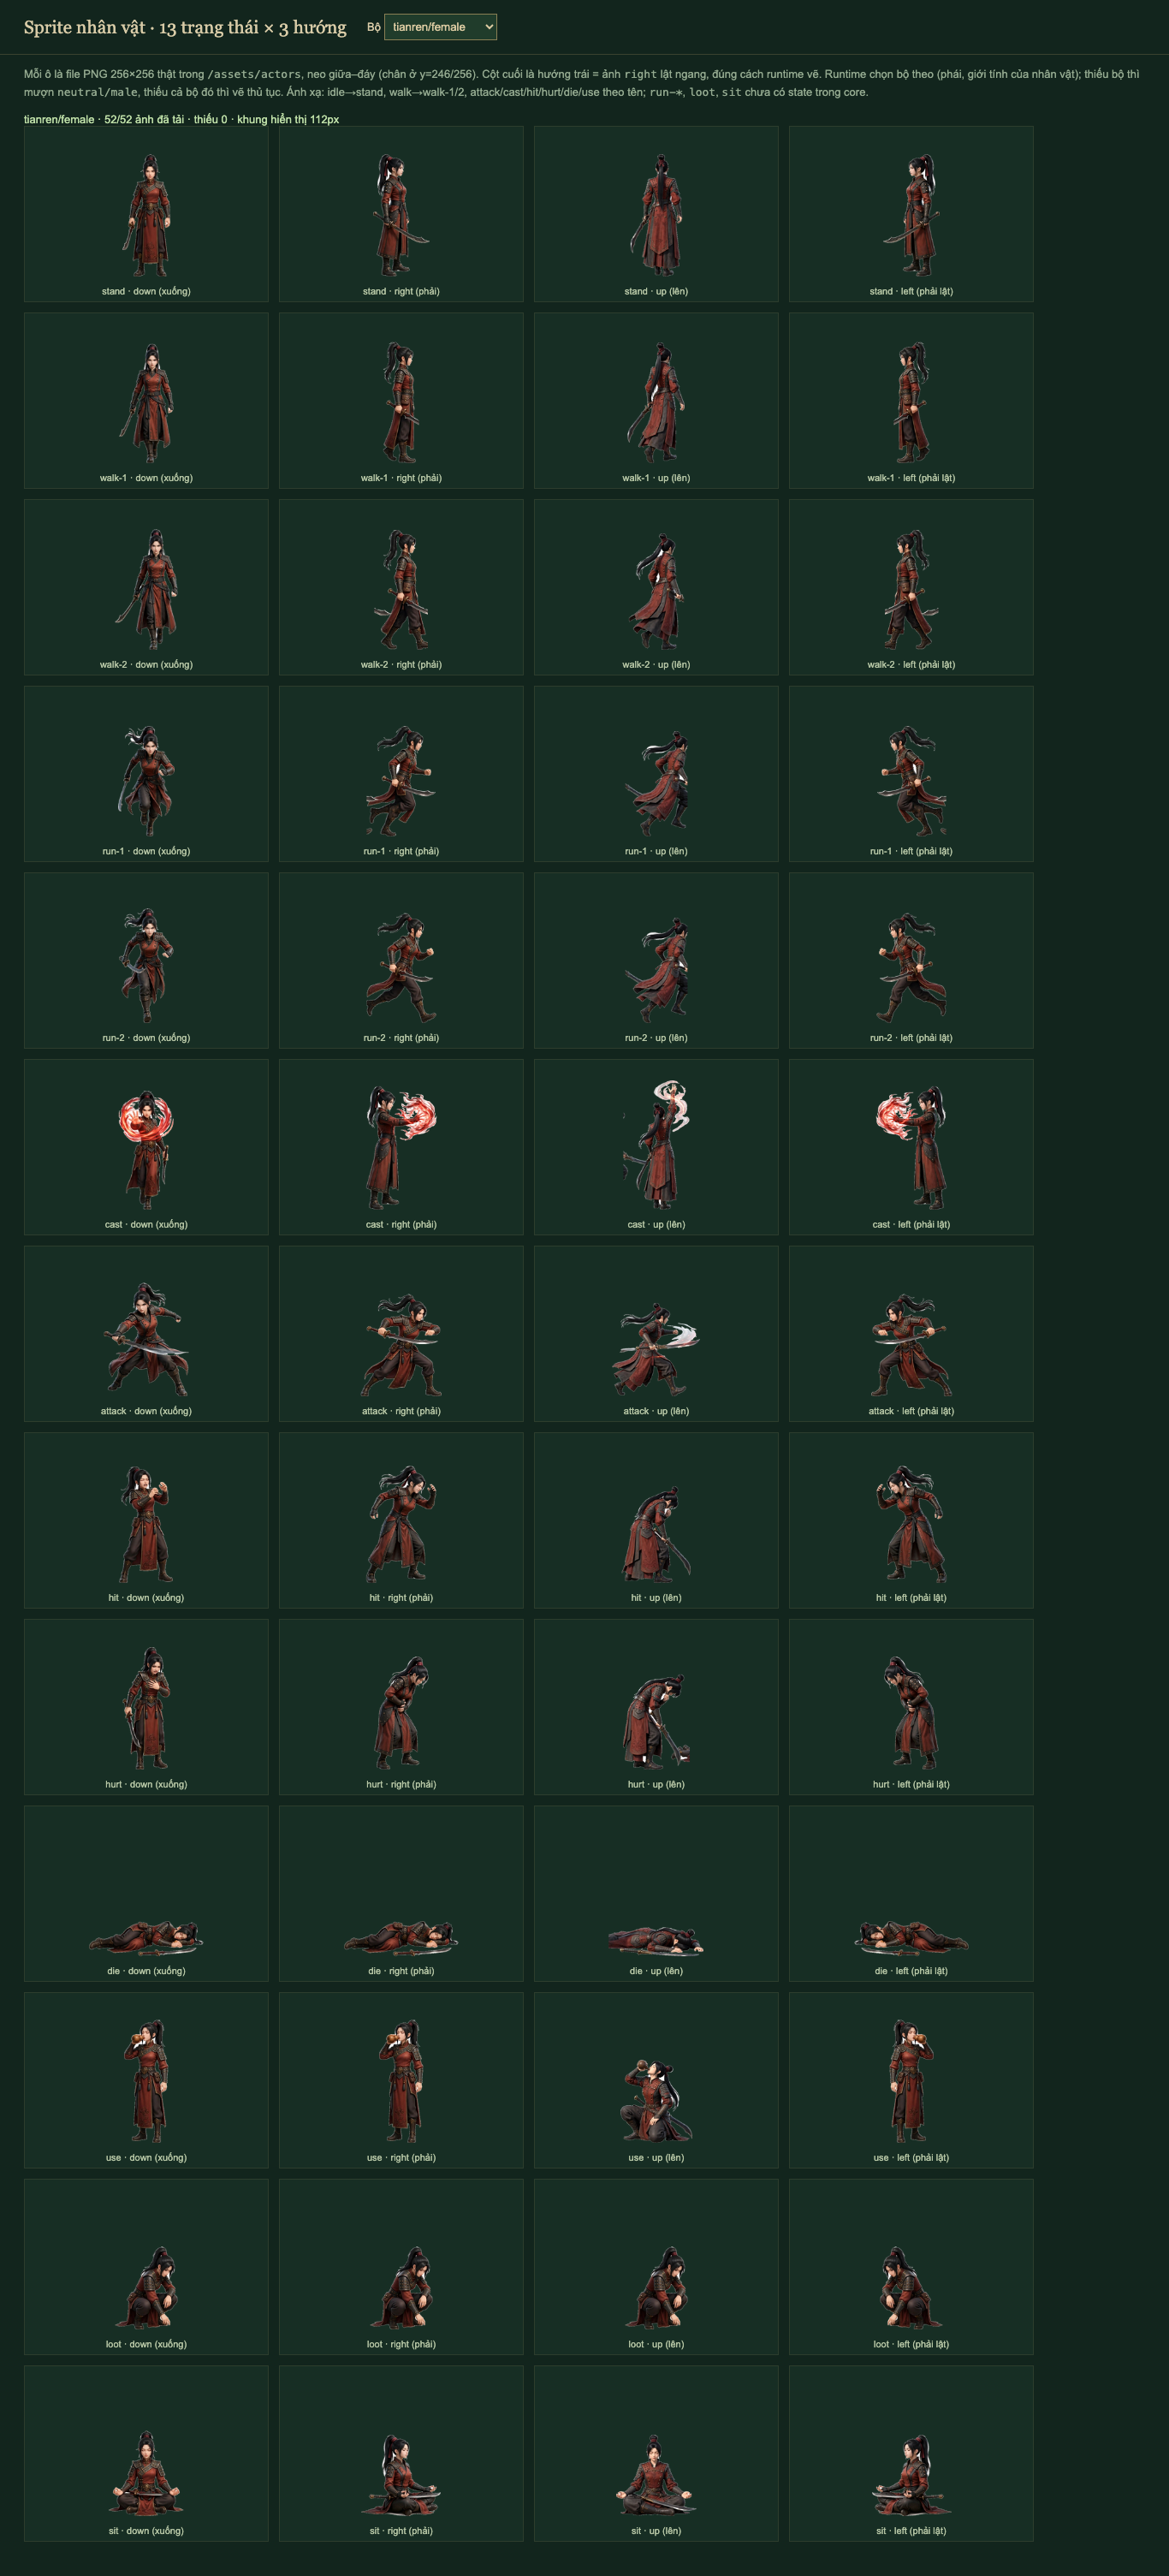 Sprite nhân vật · 13 trạng thái × 3 hướng Bộ tianren/female
Mỗi ô là file PNG 256×256 thật trong /assets/actors, neo giữa–đáy (chân ở y=246/256). Cột cuối là hướng trái = ảnh right lật ngang, đúng cách runtime vẽ. Runtime chọn bộ theo (phái, giới tính của nhân vật); thiếu bộ thì
mượn neutral/male, thiếu cả bộ đó thì vẽ thủ tục. Ánh xạ: idle→stand, walk→walk-1/2, attack/cast/hit/hurt/die/use theo tên; run-*, loot, sit chưa có state trong core.
tianren/female · 52/52 ảnh đã tải · thiếu 0 · khung hiển thị 112px
stand · down (xuống) stand · right (phải) stand · up (lên) stand · left (phải lật)
walk-1 · down (xuống) walk-1 · right (phải) walk-1 · up (lên) walk-1 · left (phải lật)
walk-2 · down (xuống) walk-2 · right (phải) walk-2 · up (lên) walk-2 · left (phải lật)
run-1 · down (xuống) run-1 · right (phải) run-1 · up (lên) run-1 · left (phải lật)
run-2 · down (xuống) run-2 · right (phải) run-2 · up (lên) run-2 · left (phải lật)
cast · down (xuống) cast · right (phải) cast · up (lên) cast · left (phải lật)
attack · down (xuống) attack · right (phải) attack · up (lên) attack · left (phải lật)
hit · down (xuống) hit · right (phải) hit · up (lên) hit · left (phải lật)
hurt · down (xuống) hurt · right (phải) hurt · up (lên) hurt · left (phải lật)
die · down (xuống) die · right (phải) die · up (lên) die · left (phải lật)
use · down (xuống) use · right (phải) use · up (lên) use · left (phải lật)
loot · down (xuống) loot · right (phải) loot · up (lên) loot · left (phải lật)
sit · down (xuống) sit · right (phải) sit · up (lên) sit · left (phải lật)